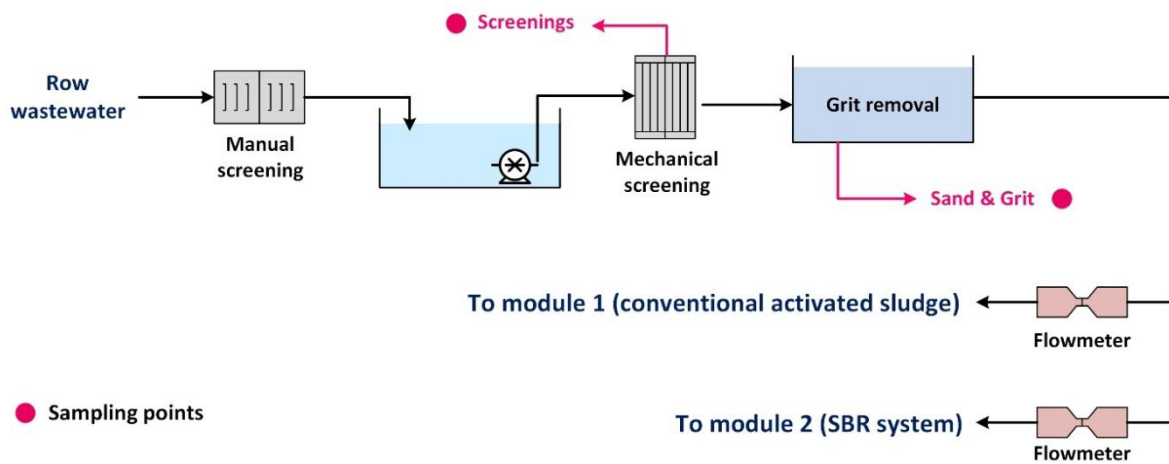 Screenings
Row
wastewater
Manual
screening
Mechanical
screening
Grit removal
Sand & Grit
To module 1 (conventional activated sludge)
Flowmeter
Sampling points
To module 2 (SBR system)
Flowmeter